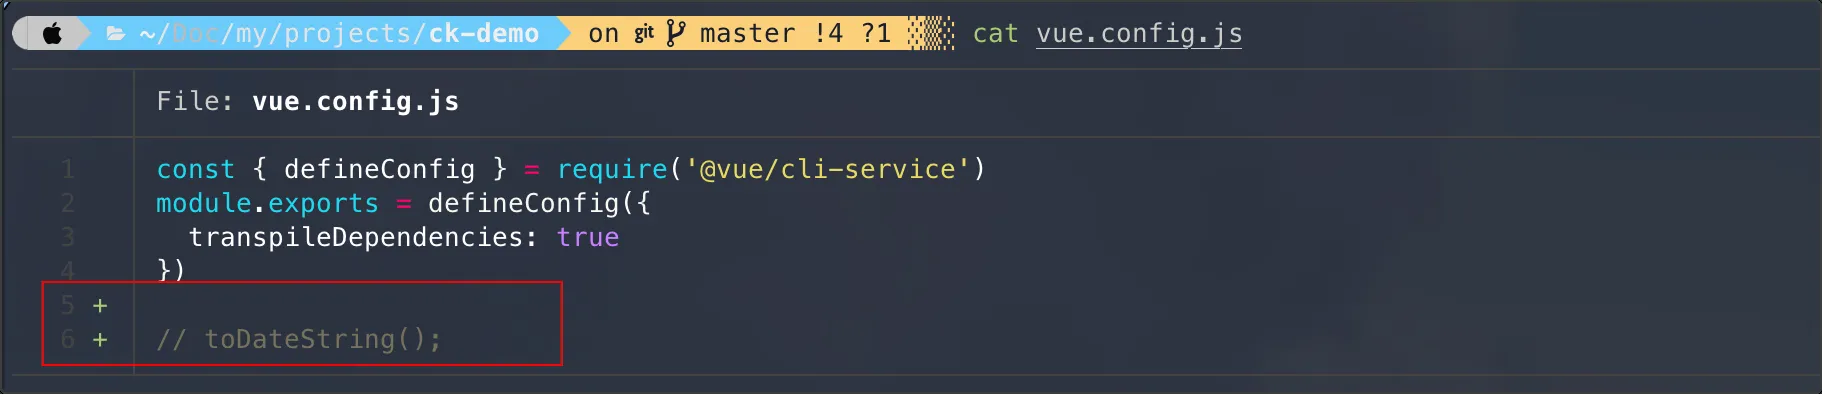 ~/Doc/my/projects/ck-demo on git master !4 ?1 cat vue.config.js
File: vue.config.js
1 const { defineConfig } = require('@vue/cli-service')
2 module.exports = defineConfig({
3 transpileDependencies: true
4 })
5 +
6 + // toDateString();